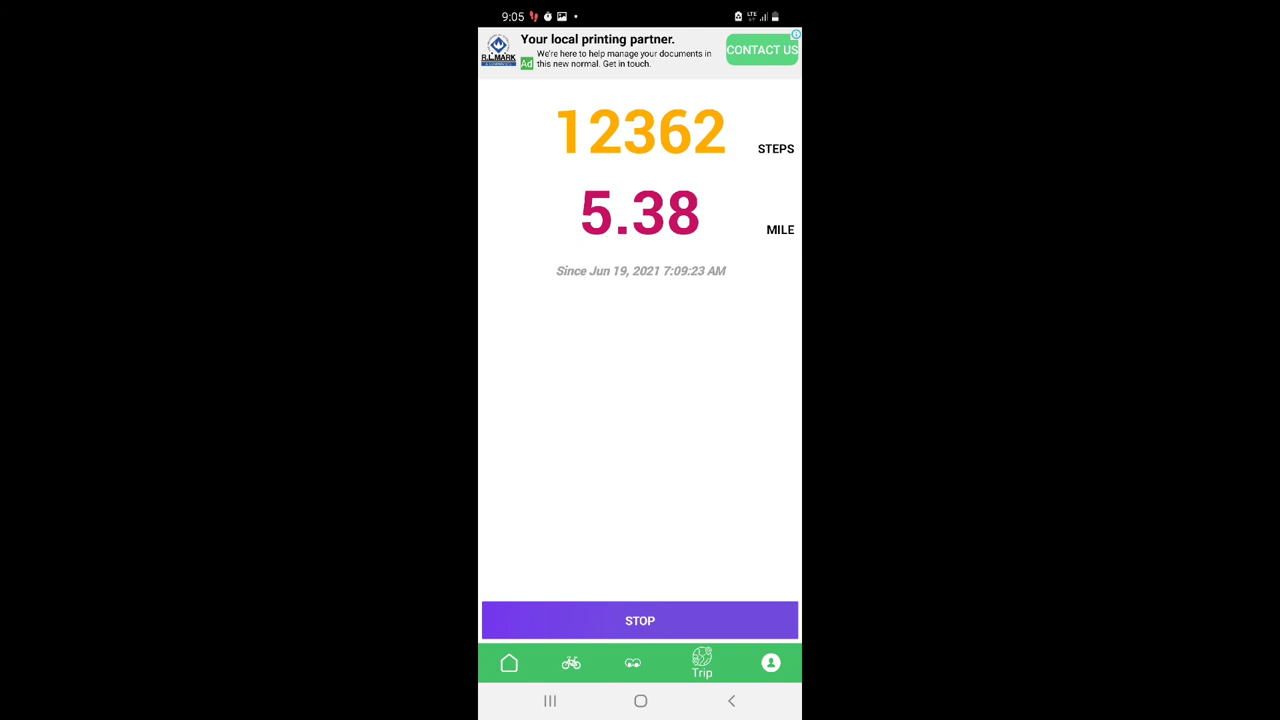 9:05 LTE
Your local printing partner.
We're here to help manage your documents in
Ad this new normal. Get in touch.
R.L.MARK
CONTACT US
12362 STEPS
5.38 MILE
Since Jun 19, 2021 7:09:23 AM
STOP
Trip